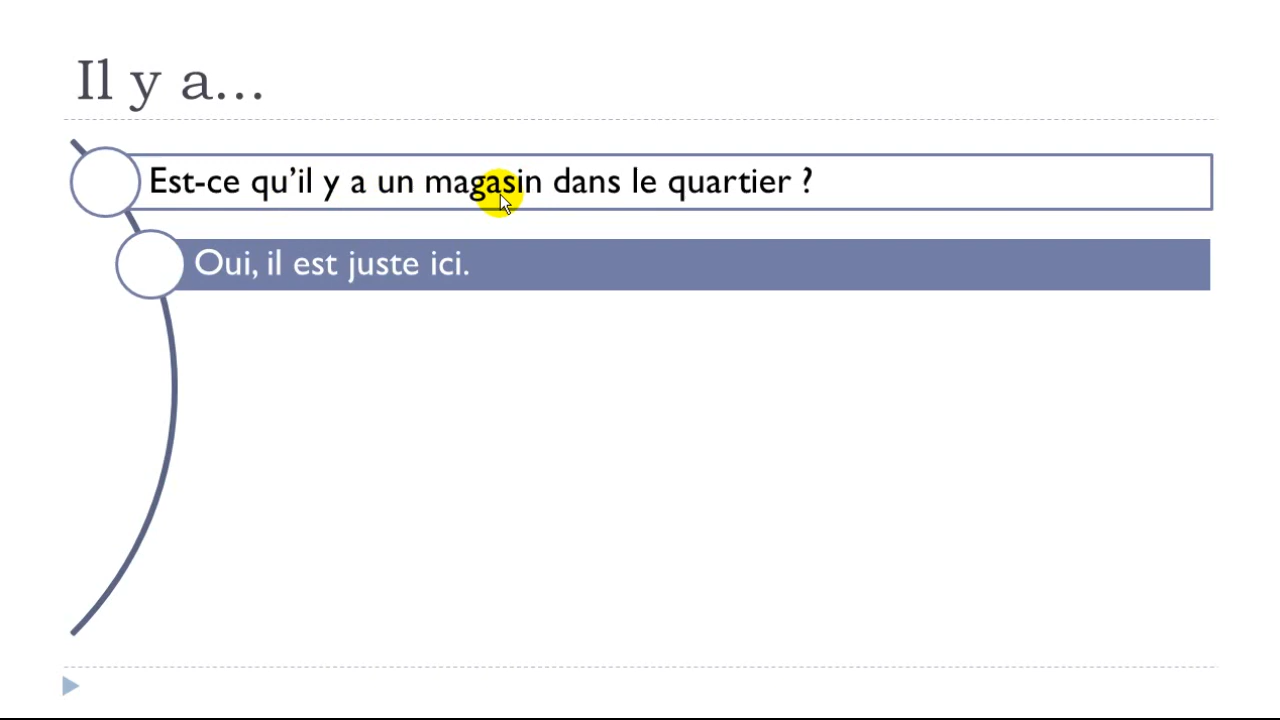 Il y a…
Est-ce qu’il y a un magasin dans le quartier ?
Oui, il est juste ici.